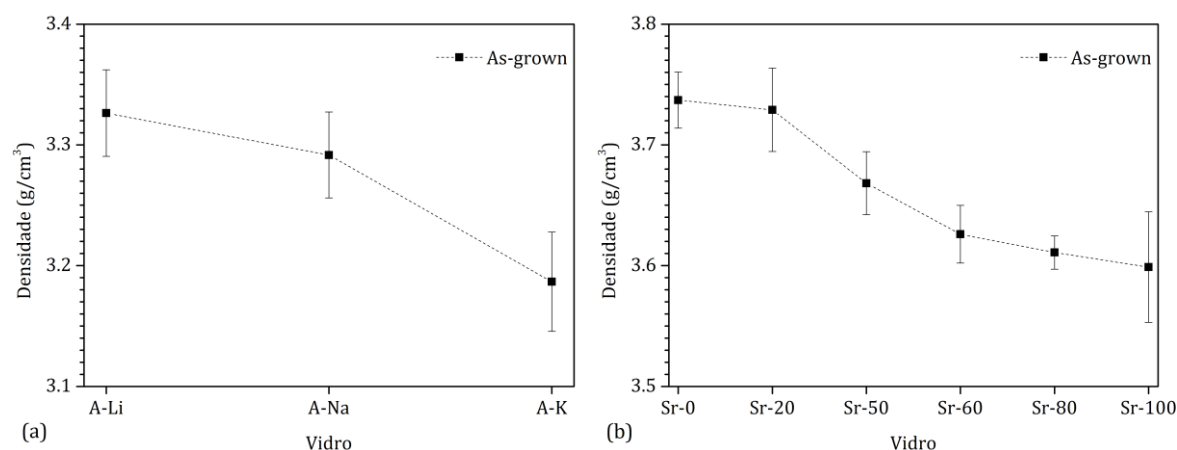 3.4
3.3
3.2
3.1
Densidade (g/cm³)
As-grown
A-Li
A-Na
A-K
Vidro
(a)
3.8
3.7
3.6
3.5
Densidade (g/cm³)
As-grown
Sr-0
Sr-20
Sr-50
Sr-60
Sr-80
Sr-100
Vidro
(b)